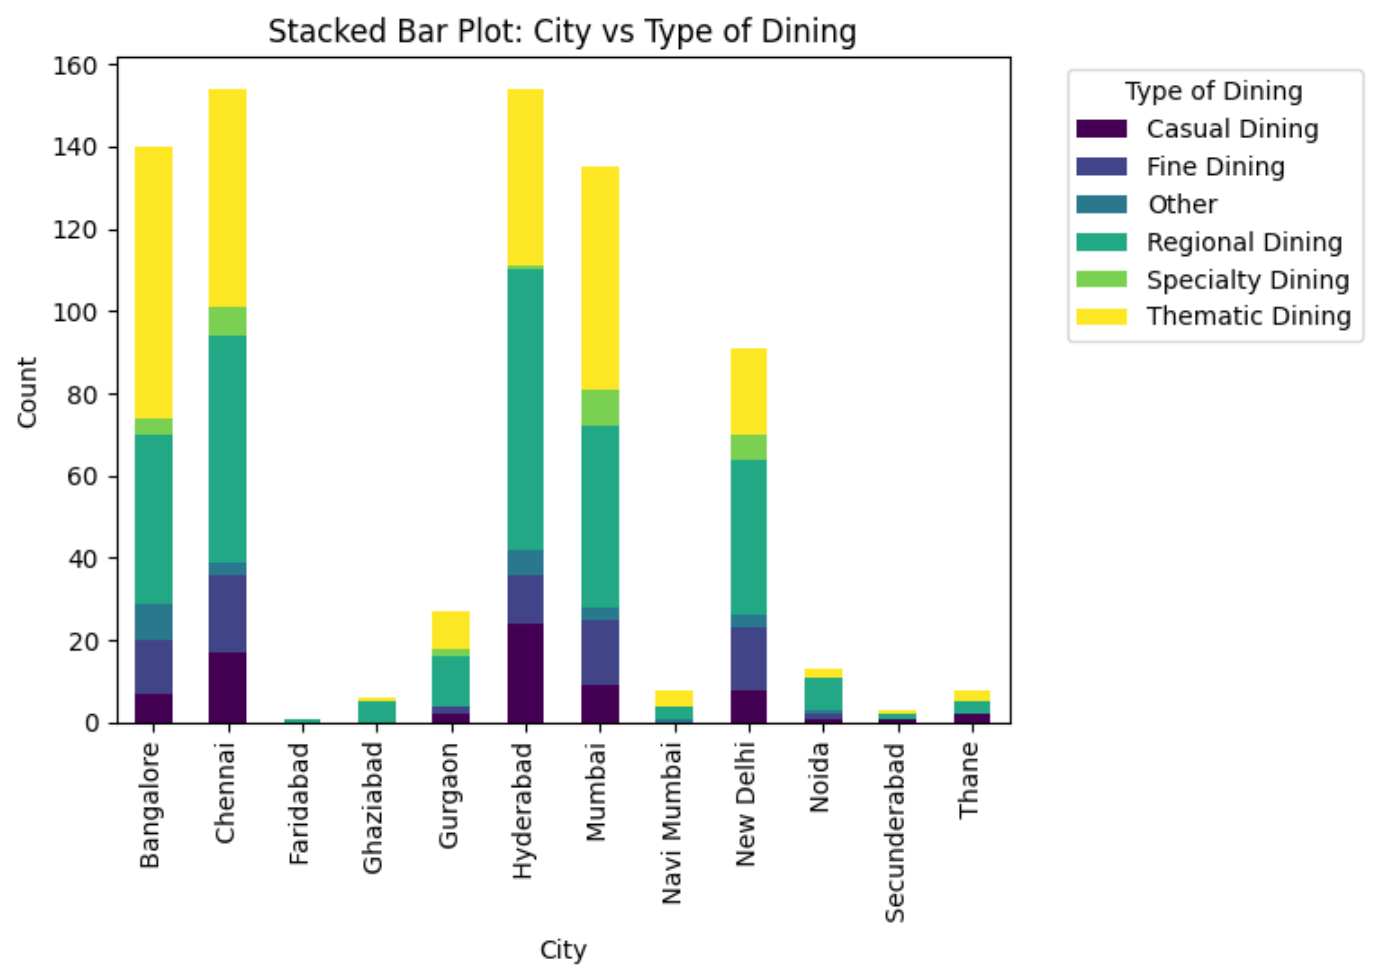 Stacked Bar Plot: City vs Type of Dining
160
140
120
100
80
60
40
20
0
Count
Bangalore
Chennai
Faridabad
Ghaziabad
Gurgaon
Hyderabad
Mumbai
Navi Mumbai
New Delhi
Noida
Secunderabad
Thane
City
Type of Dining
Casual Dining
Fine Dining
Other
Regional Dining
Specialty Dining
Thematic Dining